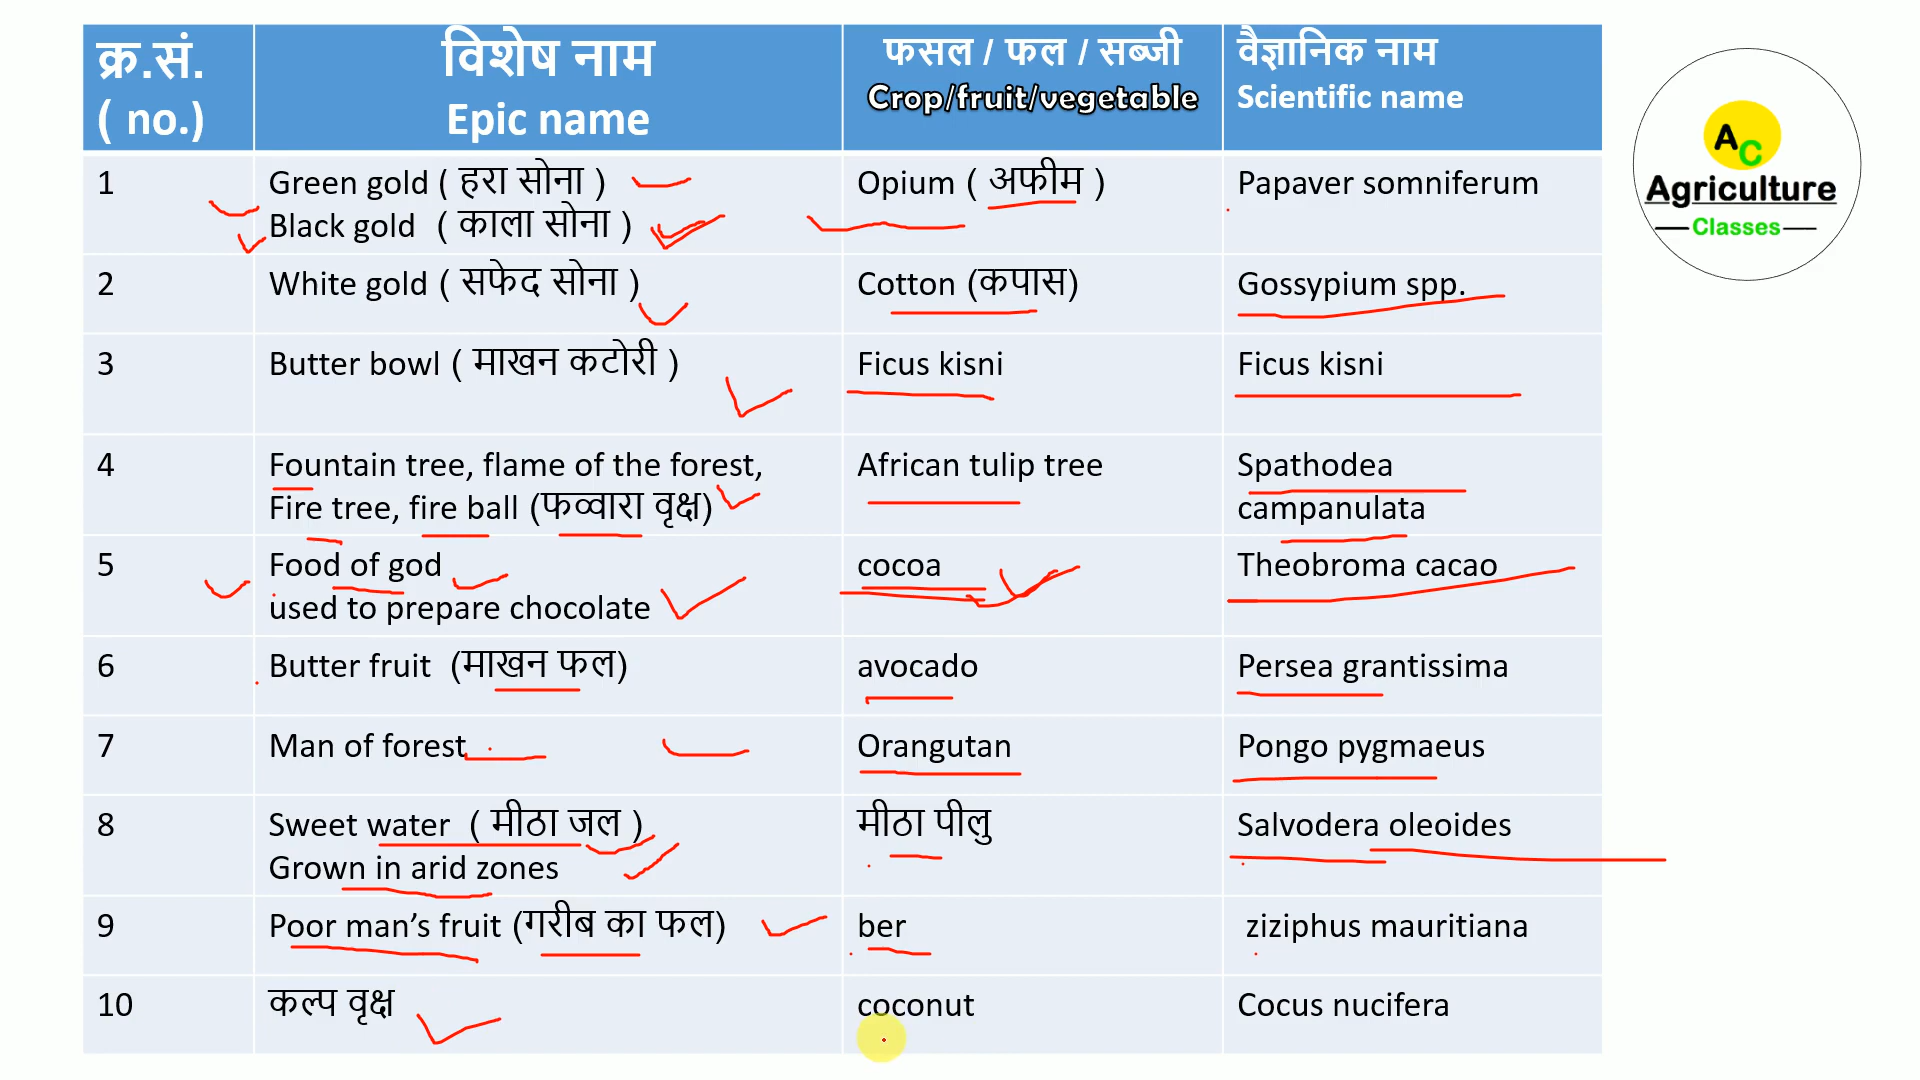 क्र.सं.
( no.)
विशेष नाम
Epic name
फसल / फल / सब्जी
Crop/fruit/vegetable
वैज्ञानिक नाम
Scientific name
1
Green gold ( हरा सोना )
Black gold ( काला सोना )
Opium ( अफीम )
Papaver somniferum
2
White gold ( सफेद सोना )
Cotton (कपास)
Gossypium spp.
3
Butter bowl ( माखन कटोरी )
Ficus kisni
Ficus kisni
4
Fountain tree, flame of the forest,
Fire tree, fire ball (फव्वारा वृक्ष)
African tulip tree
Spathodea
campanulata
5
Food of god
used to prepare chocolate
cocoa
Theobroma cacao
6
Butter fruit (माखन फल)
avocado
Persea grantissima
7
Man of forest
Orangutan
Pongo pygmaeus
8
Sweet water ( मीठा जल )
Grown in arid zones
मीठा पीलु
Salvodera oleoides
9
Poor man’s fruit (गरीब का फल)
ber
ziziphus mauritiana
10
कल्प वृक्ष
coconut
Cocus nucifera
AC
Agriculture
Classes